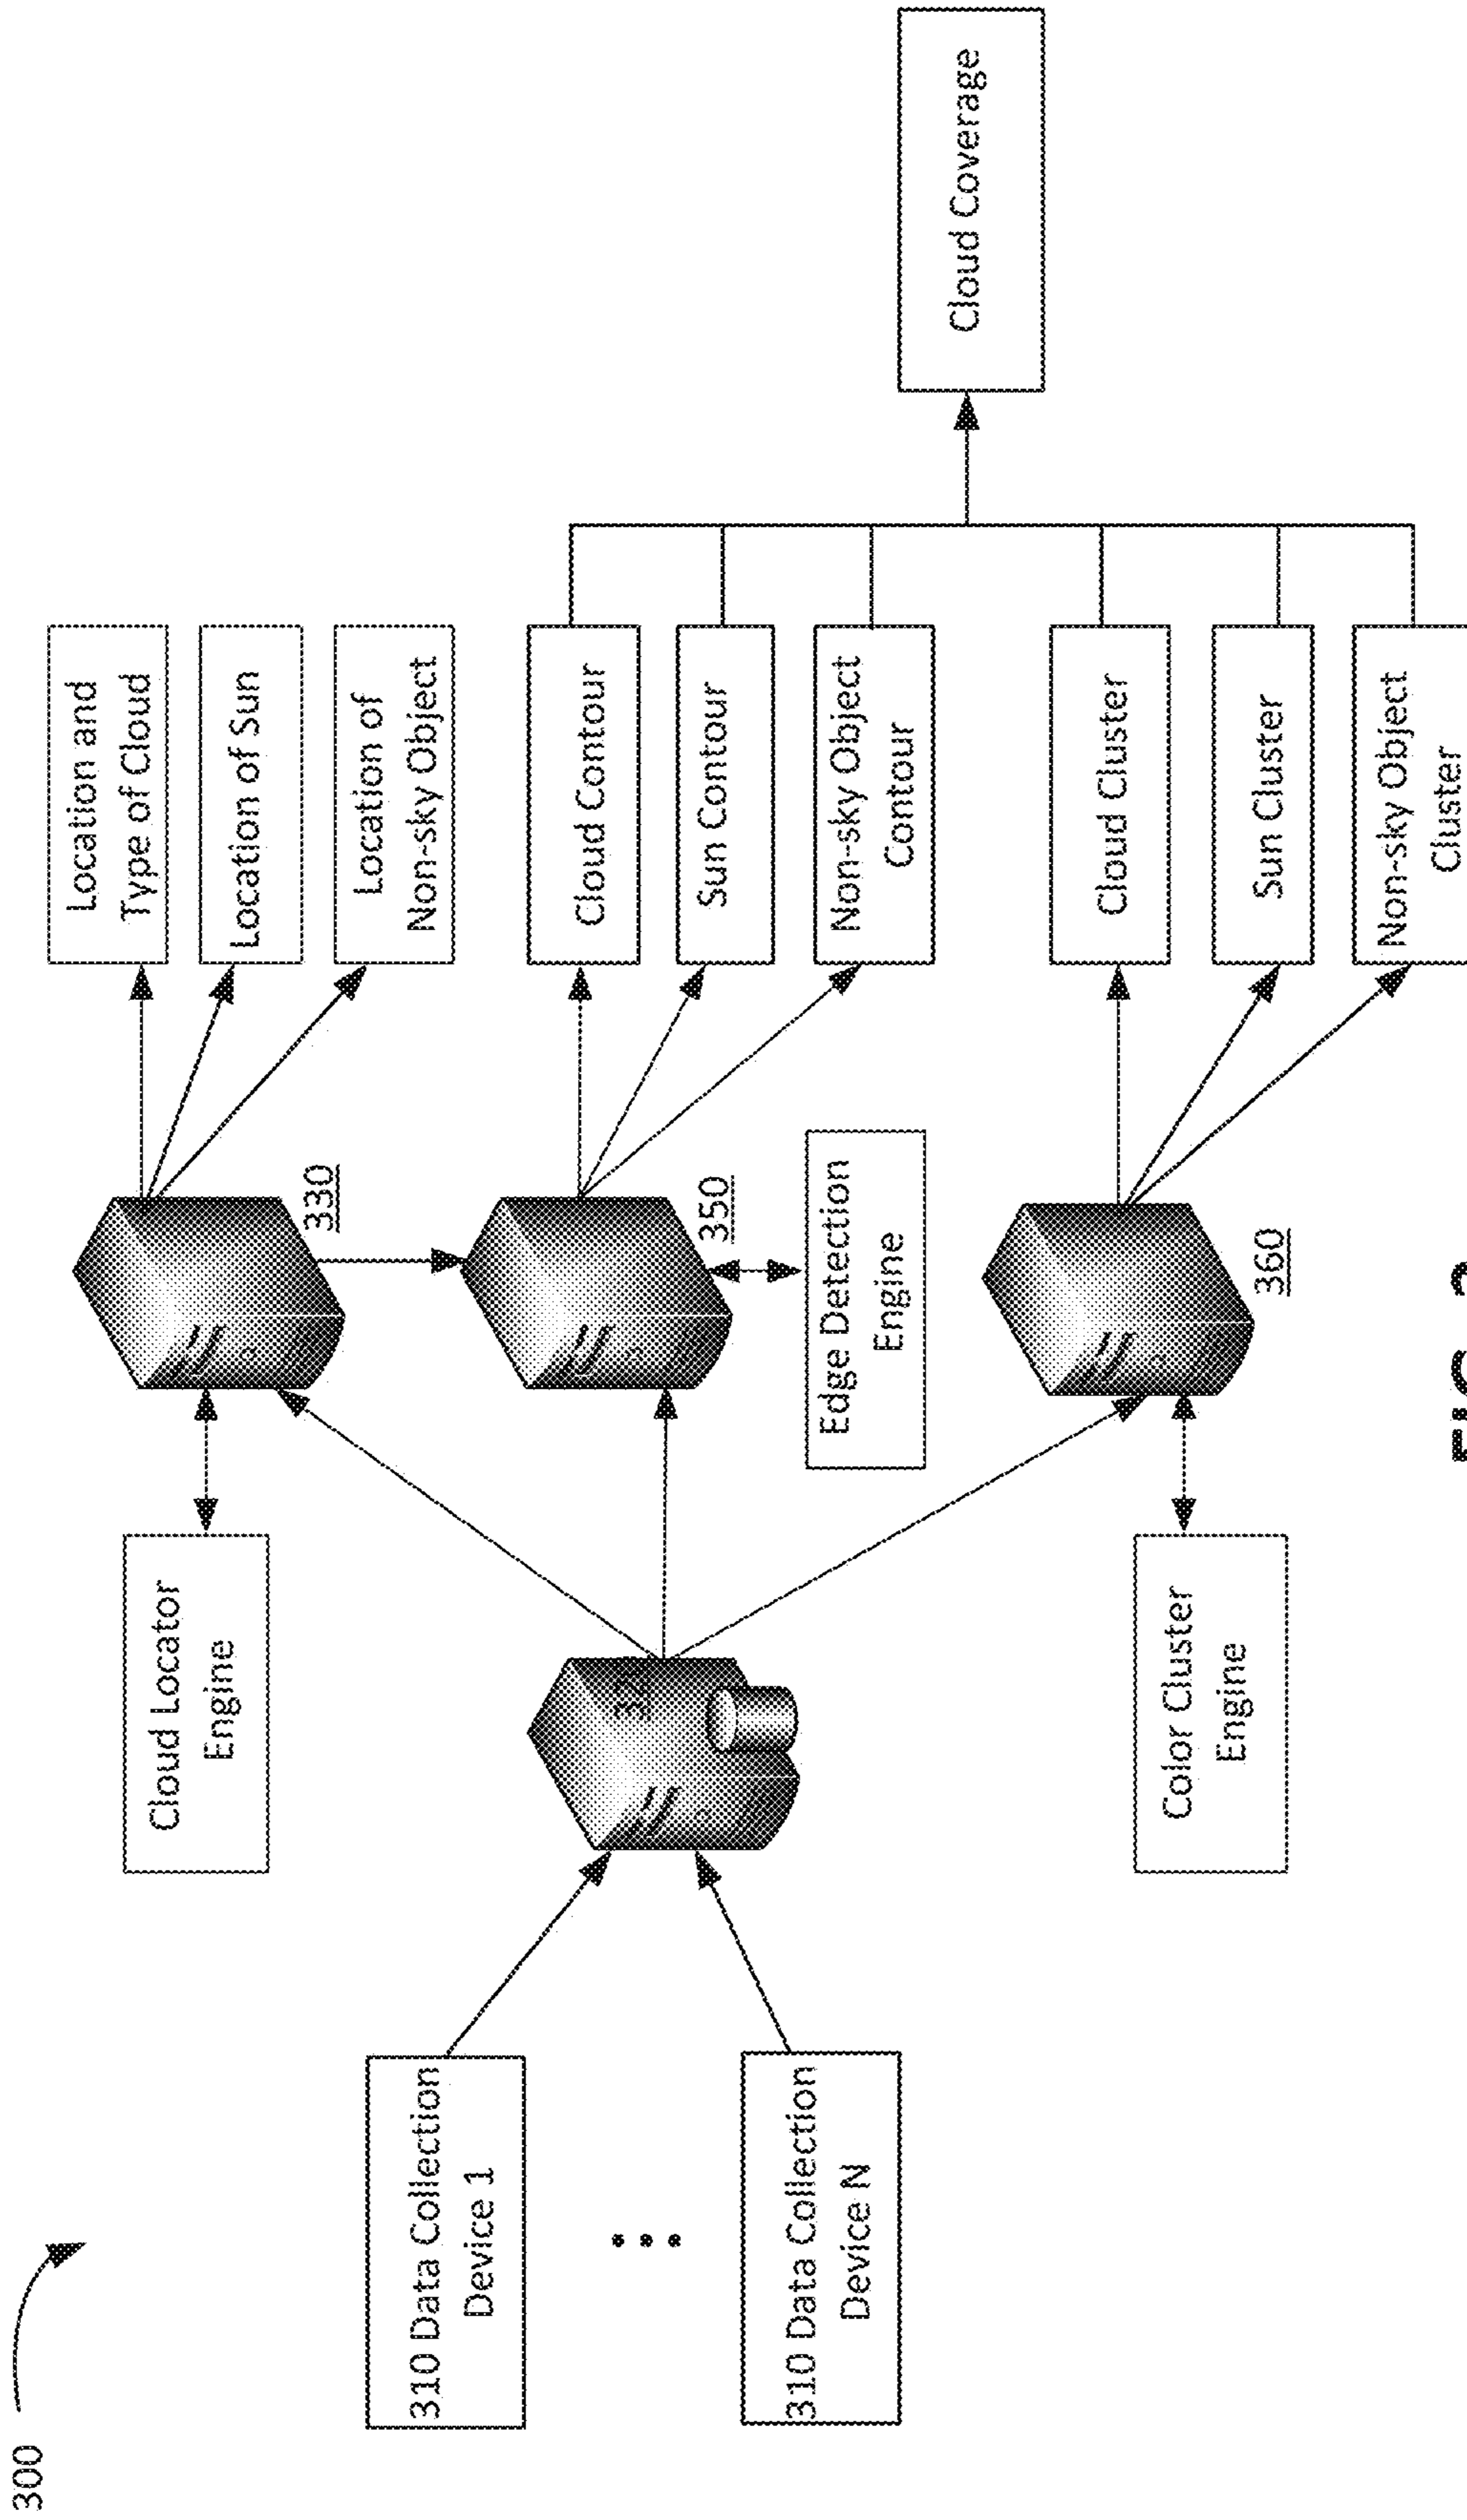 300
310 Data Collection
Device 1
310 Data Collection
Device N
Cloud Locator
Engine
Color Cluster
Engine
330
350
Edge Detection
Engine
360
Location and
Type of Cloud
Location of Sun
Location of
Non-sky Object
Cloud Contour
Sun Contour
Non-sky Object
Contour
Cloud Cluster
Sun Cluster
Non-sky Object
Cluster
Cloud Coverage